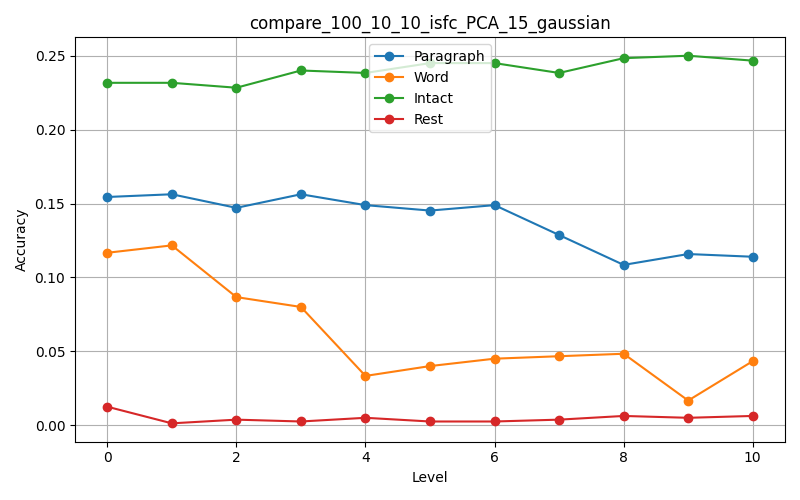 compare_100_10_10_isfc_PCA_15_gaussian
Paragraph
Word
Intact
Rest
Accuracy
0.25
0.20
0.15
0.10
0.05
0.00
0 2 4 6 8 10
Level